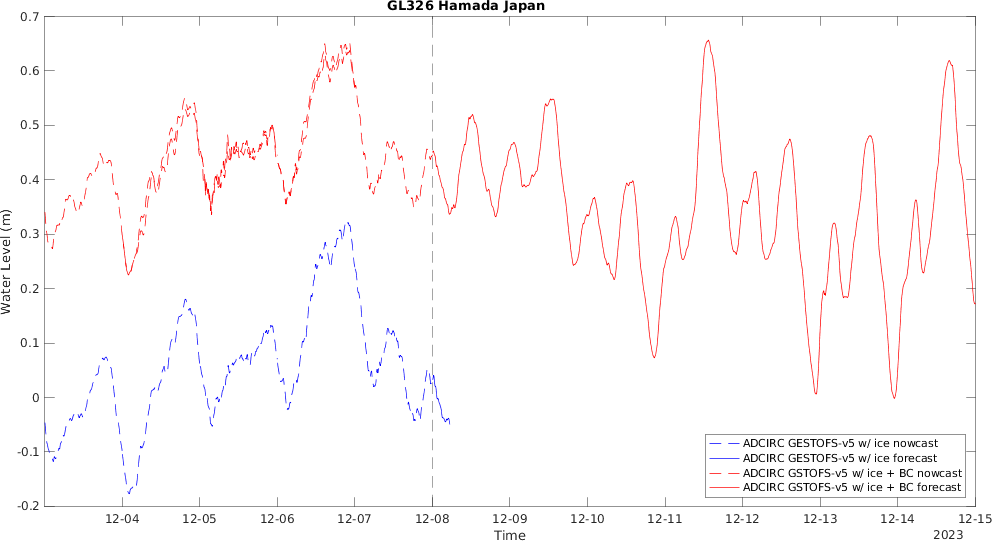 GL326 Hamada Japan
0.7
0.6
0.5
0.4
0.3
0.2
0.1
0
-0.1
-0.2
Water Level (m)
ADCIRC GESTOFS-v5 w/ ice nowcast
ADCIRC GESTOFS-v5 w/ ice forecast
ADCIRC GSTOFS-v5 w/ ice + BC nowcast
ADCIRC GSTOFS-v5 w/ ice + BC forecast
12-04 12-05 12-06 12-07 12-08 12-09 12-10 12-11 12-12 12-13 12-14 12-15
Time
2023